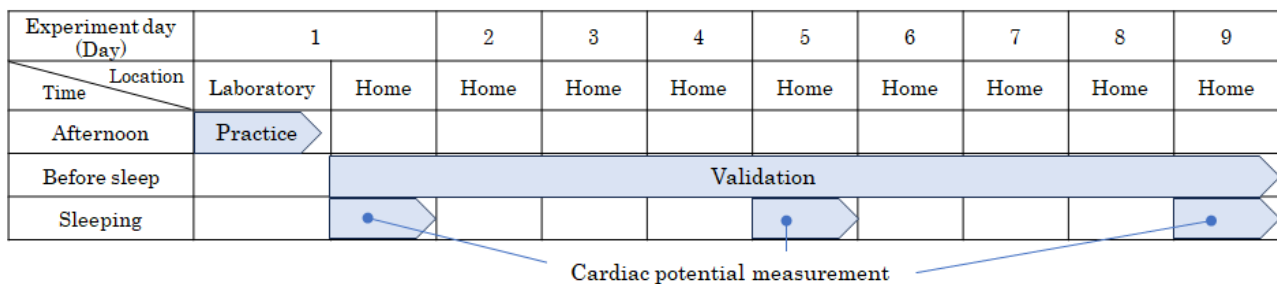 Experiment day
(Day)
1 2 3 4 5 6 7 8 9
Location
Time
Laboratory Home Home Home Home Home Home Home Home Home
Afternoon Practice
Before sleep Validation
Sleeping
Cardiac potential measurement